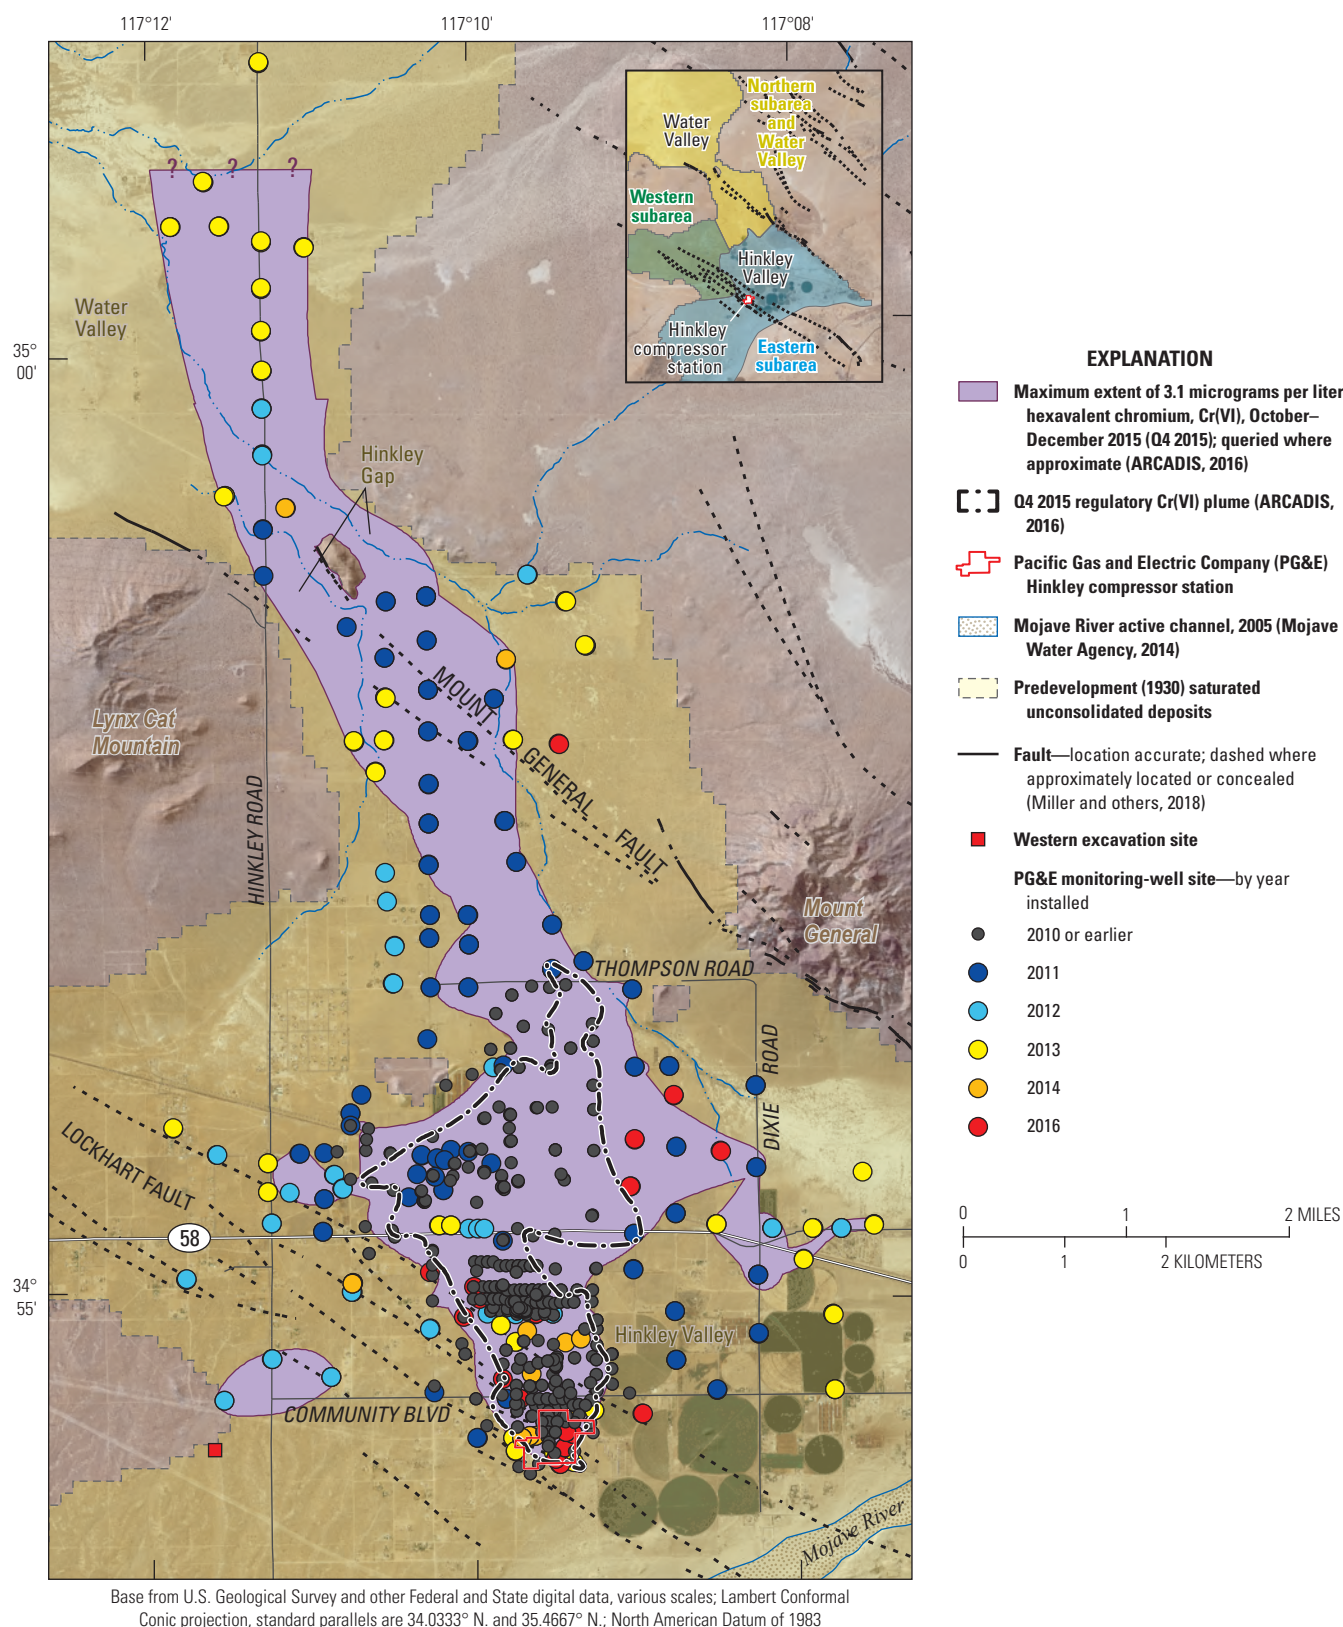 117°12'
117°10'
117°08'
Northern
subarea
and
Water
Valley
Water
Valley
Western
subarea
Hinkley
Valley
Hinkley
compressor
station
Eastern
subarea
? ? ?
Water
Valley
35°
00'
Hinkley
Gap
Lynx Cat
Mountain
MOUNT GENERAL FAULT
HINKLEY ROAD
Mount
General
THOMPSON ROAD
DIXIE ROAD
LOCKHART FAULT
58
34°
55'
Hinkley Valley
COMMUNITY BLVD
Mojave River
EXPLANATION
Maximum extent of 3.1 micrograms per liter
hexavalent chromium, Cr(VI), October–
December 2015 (Q4 2015); queried where
approximate (ARCADIS, 2016)
Q4 2015 regulatory Cr(VI) plume (ARCADIS,
2016)
Pacific Gas and Electric Company (PG&E)
Hinkley compressor station
Mojave River active channel, 2005 (Mojave
Water Agency, 2014)
Predevelopment (1930) saturated
unconsolidated deposits
Fault—location accurate; dashed where
approximately located or concealed
(Miller and others, 2018)
Western excavation site
PG&E monitoring-well site—by year
installed
2010 or earlier
2011
2012
2013
2014
2016
0 1 2 MILES
0 1 2 KILOMETERS
Base from U.S. Geological Survey and other Federal and State digital data, various scales; Lambert Conformal
Conic projection, standard parallels are 34.0333° N. and 35.4667° N.; North American Datum of 1983